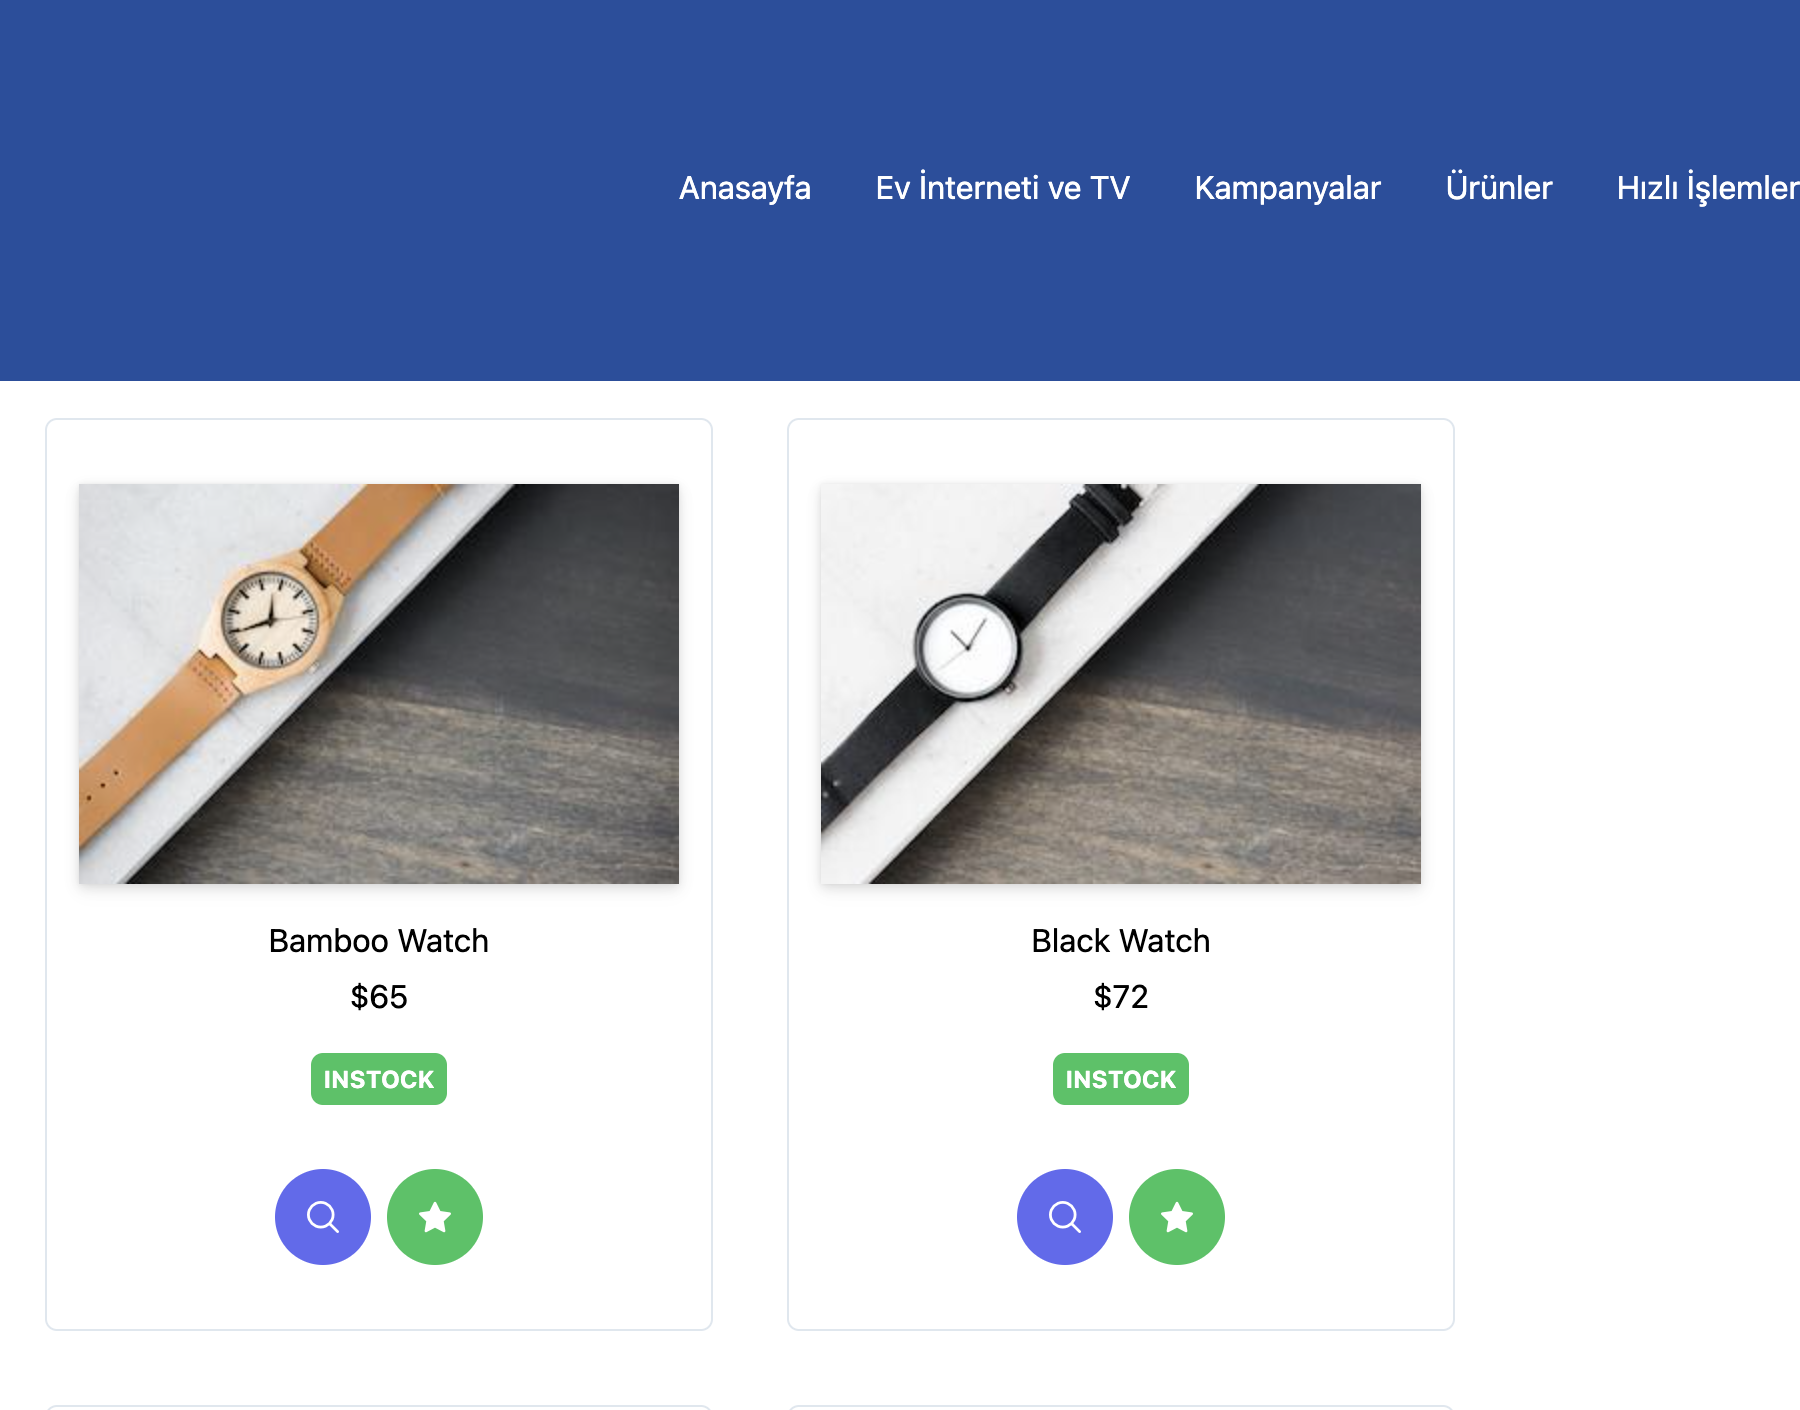 Anasayfa Ev İnterneti ve TV Kampanyalar Ürünler Hızlı İşlemler
Bamboo Watch
$65
INSTOCK
Black Watch
$72
INSTOCK